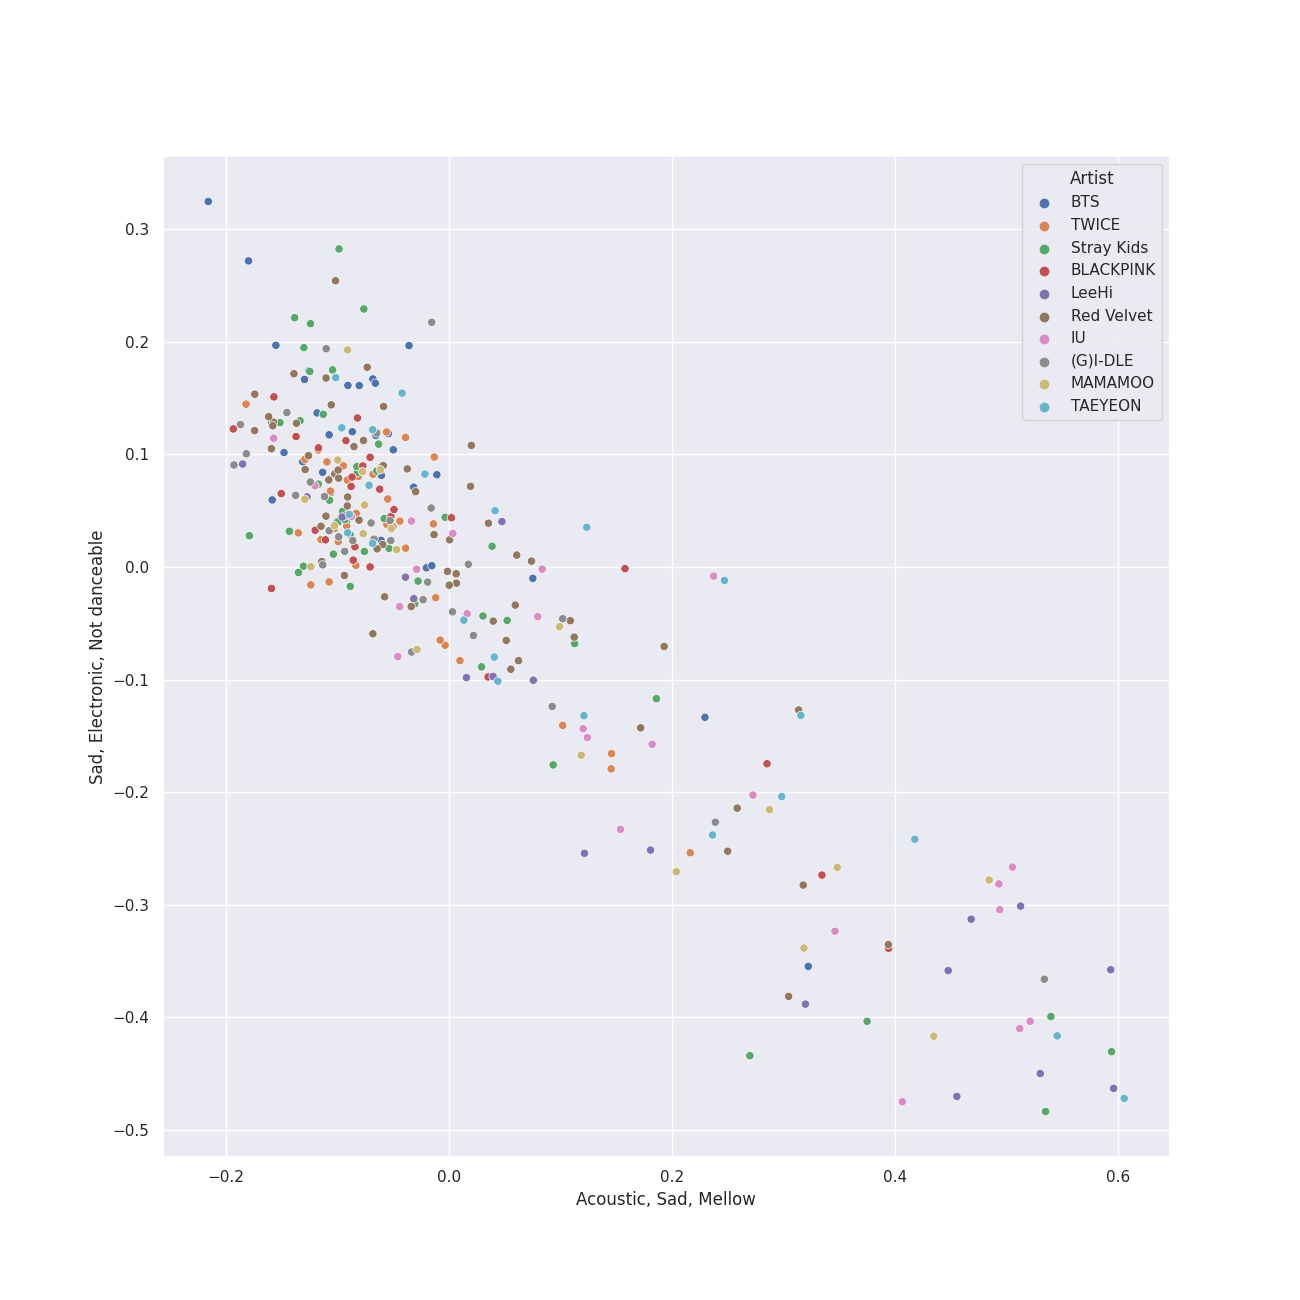 Artist
BTS
TWICE
Stray Kids
BLACKPINK
LeeHi
Red Velvet
IU
(G)I-DLE
MAMAMOO
TAEYEON
0.3
0.2
0.1
0.0
−0.1
−0.2
−0.3
−0.4
−0.5
Sad, Electronic, Not danceable
−0.2 0.0 0.2 0.4 0.6
Acoustic, Sad, Mellow